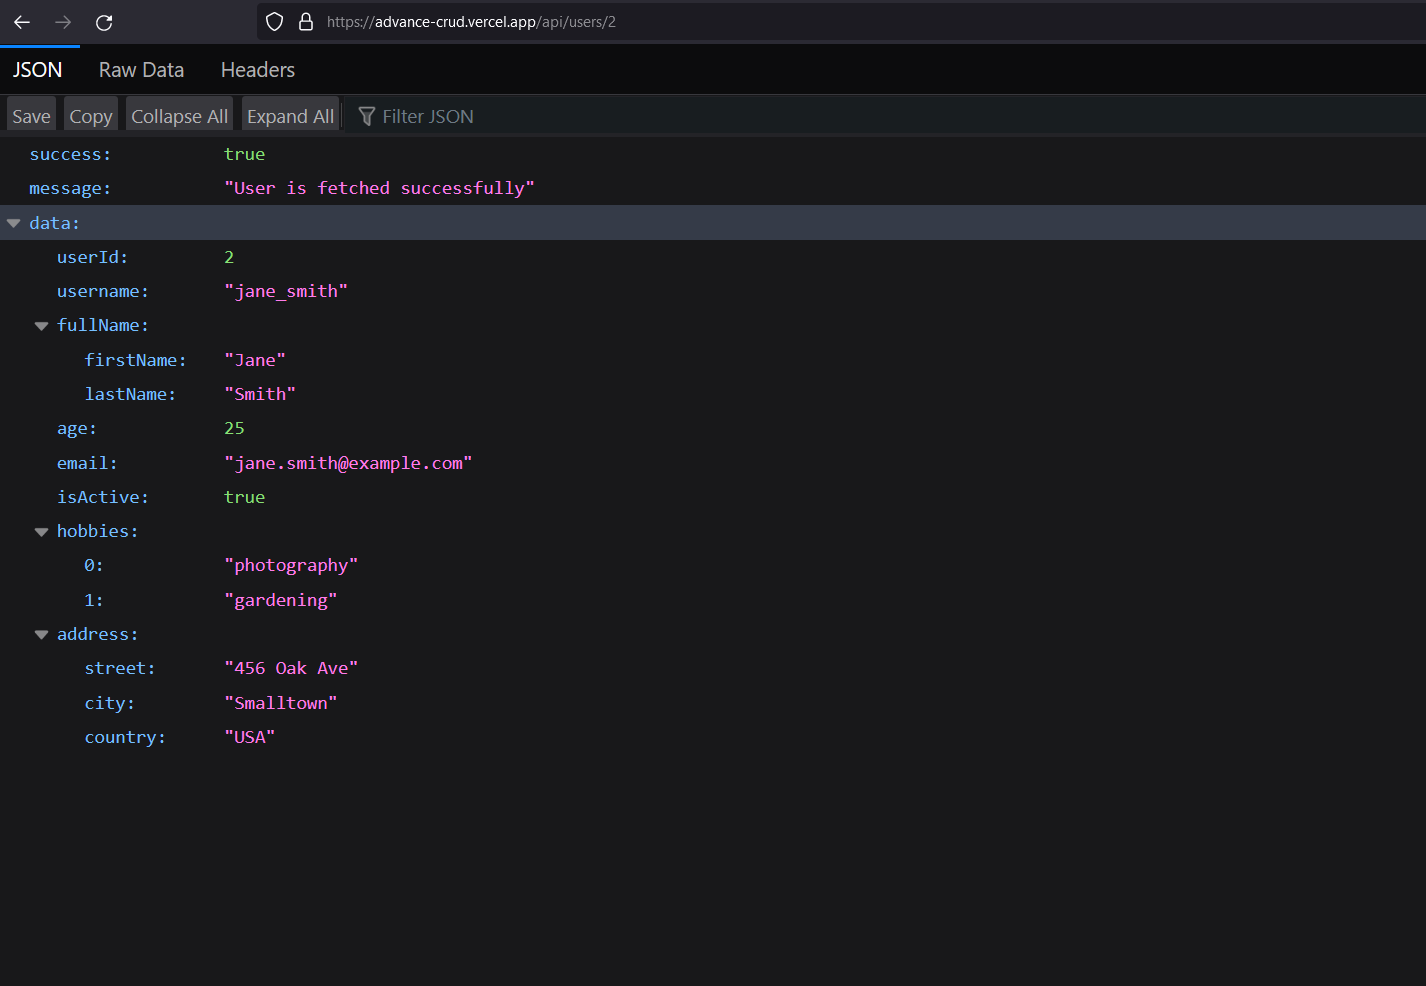 https://advance-crud.vercel.app/api/users/2
JSON Raw Data Headers
Save Copy Collapse All Expand All Filter JSON
success: true
message: "User is fetched successfully"
data:
userId: 2
username: "jane_smith"
fullName:
firstName: "Jane"
lastName: "Smith"
age: 25
email: "jane.smith@example.com"
isActive: true
hobbies:
0: "photography"
1: "gardening"
address:
street: "456 Oak Ave"
city: "Smalltown"
country: "USA"